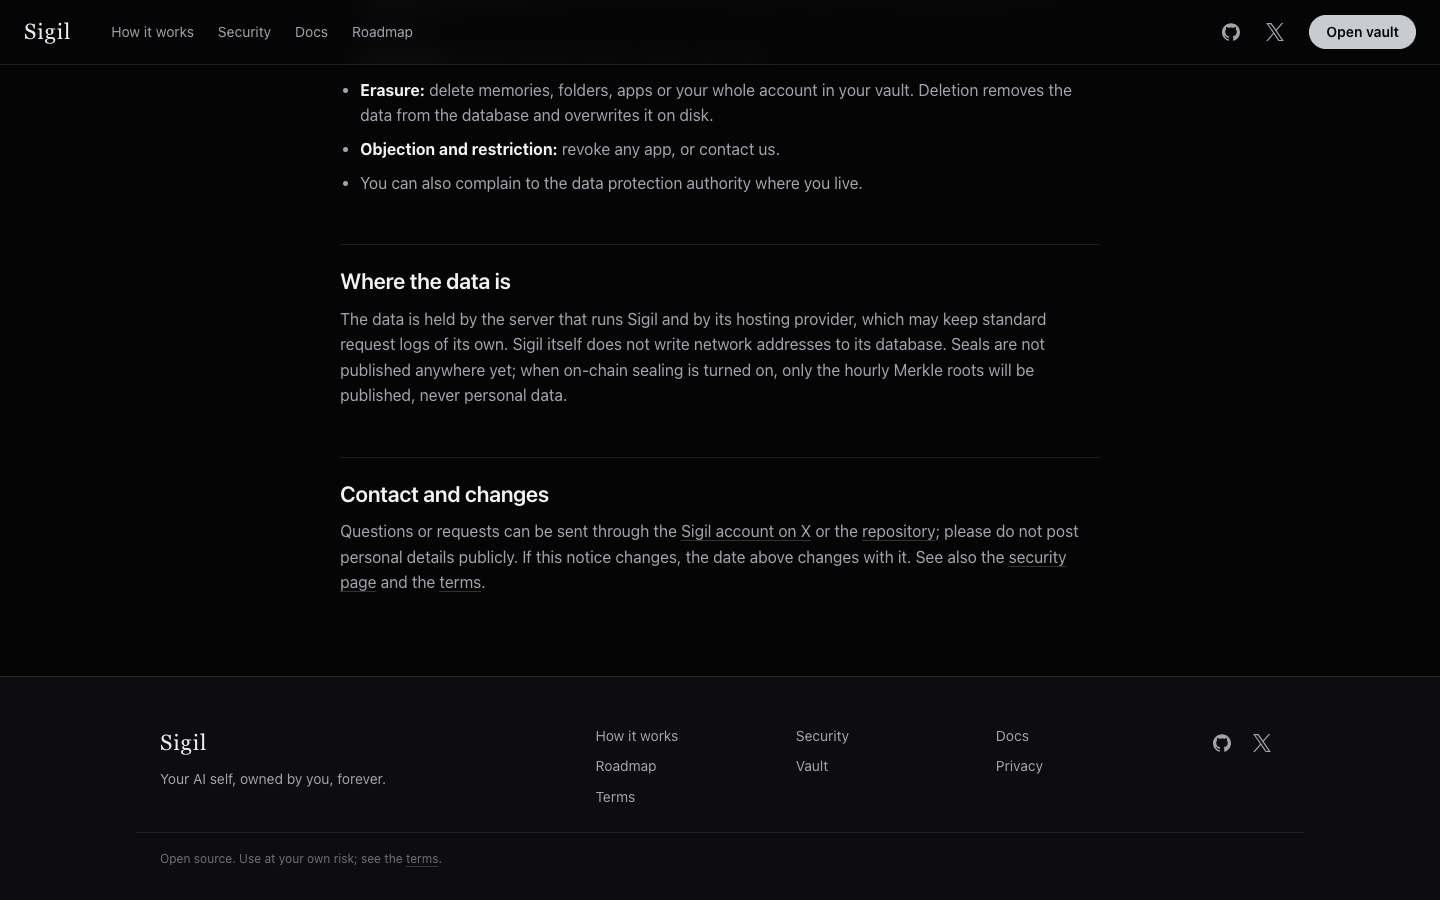 Sigil
How it works
Security
Docs
Roadmap
Open vault
Erasure: delete memories, folders, apps or your whole account in your vault. Deletion removes the
data from the database and overwrites it on disk.
Objection and restriction: revoke any app, or contact us.
You can also complain to the data protection authority where you live.
Where the data is
The data is held by the server that runs Sigil and by its hosting provider, which may keep standard
request logs of its own. Sigil itself does not write network addresses to its database. Seals are not
published anywhere yet; when on-chain sealing is turned on, only the hourly Merkle roots will be
published, never personal data.
Contact and changes
Questions or requests can be sent through the Sigil account on X or the repository; please do not post
personal details publicly. If this notice changes, the date above changes with it. See also the security
page and the terms.
Sigil
Your AI self, owned by you, forever.
How it works
Security
Docs
Roadmap
Vault
Privacy
Terms
Open source. Use at your own risk; see the terms.